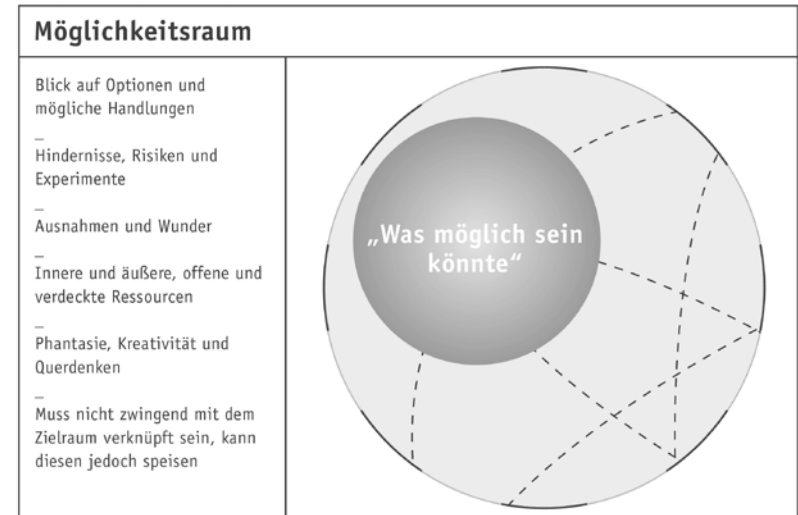 Möglichkeitsraum
Blick auf Optionen und
mögliche Handlungen
–
Hindernisse, Risiken und
Experimente
–
Ausnahmen und Wunder
–
Innere und äußere, offene und
verdeckte Ressourcen
–
Phantasie, Kreativität und
Querdenken
–
Muss nicht zwingend mit dem
Zielraum verknüpft sein, kann
diesen jedoch speisen
„Was möglich sein
könnte“